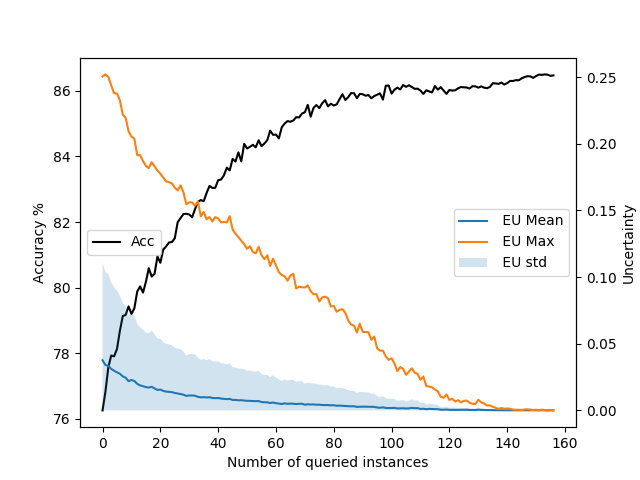 86
84
82
80
78
76
Accuracy %
0.25
0.20
0.15
0.10
0.05
0.00
Uncertainty
Acc
EU Mean
EU Max
EU std
0 20 40 60 80 100 120 140 160
Number of queried instances